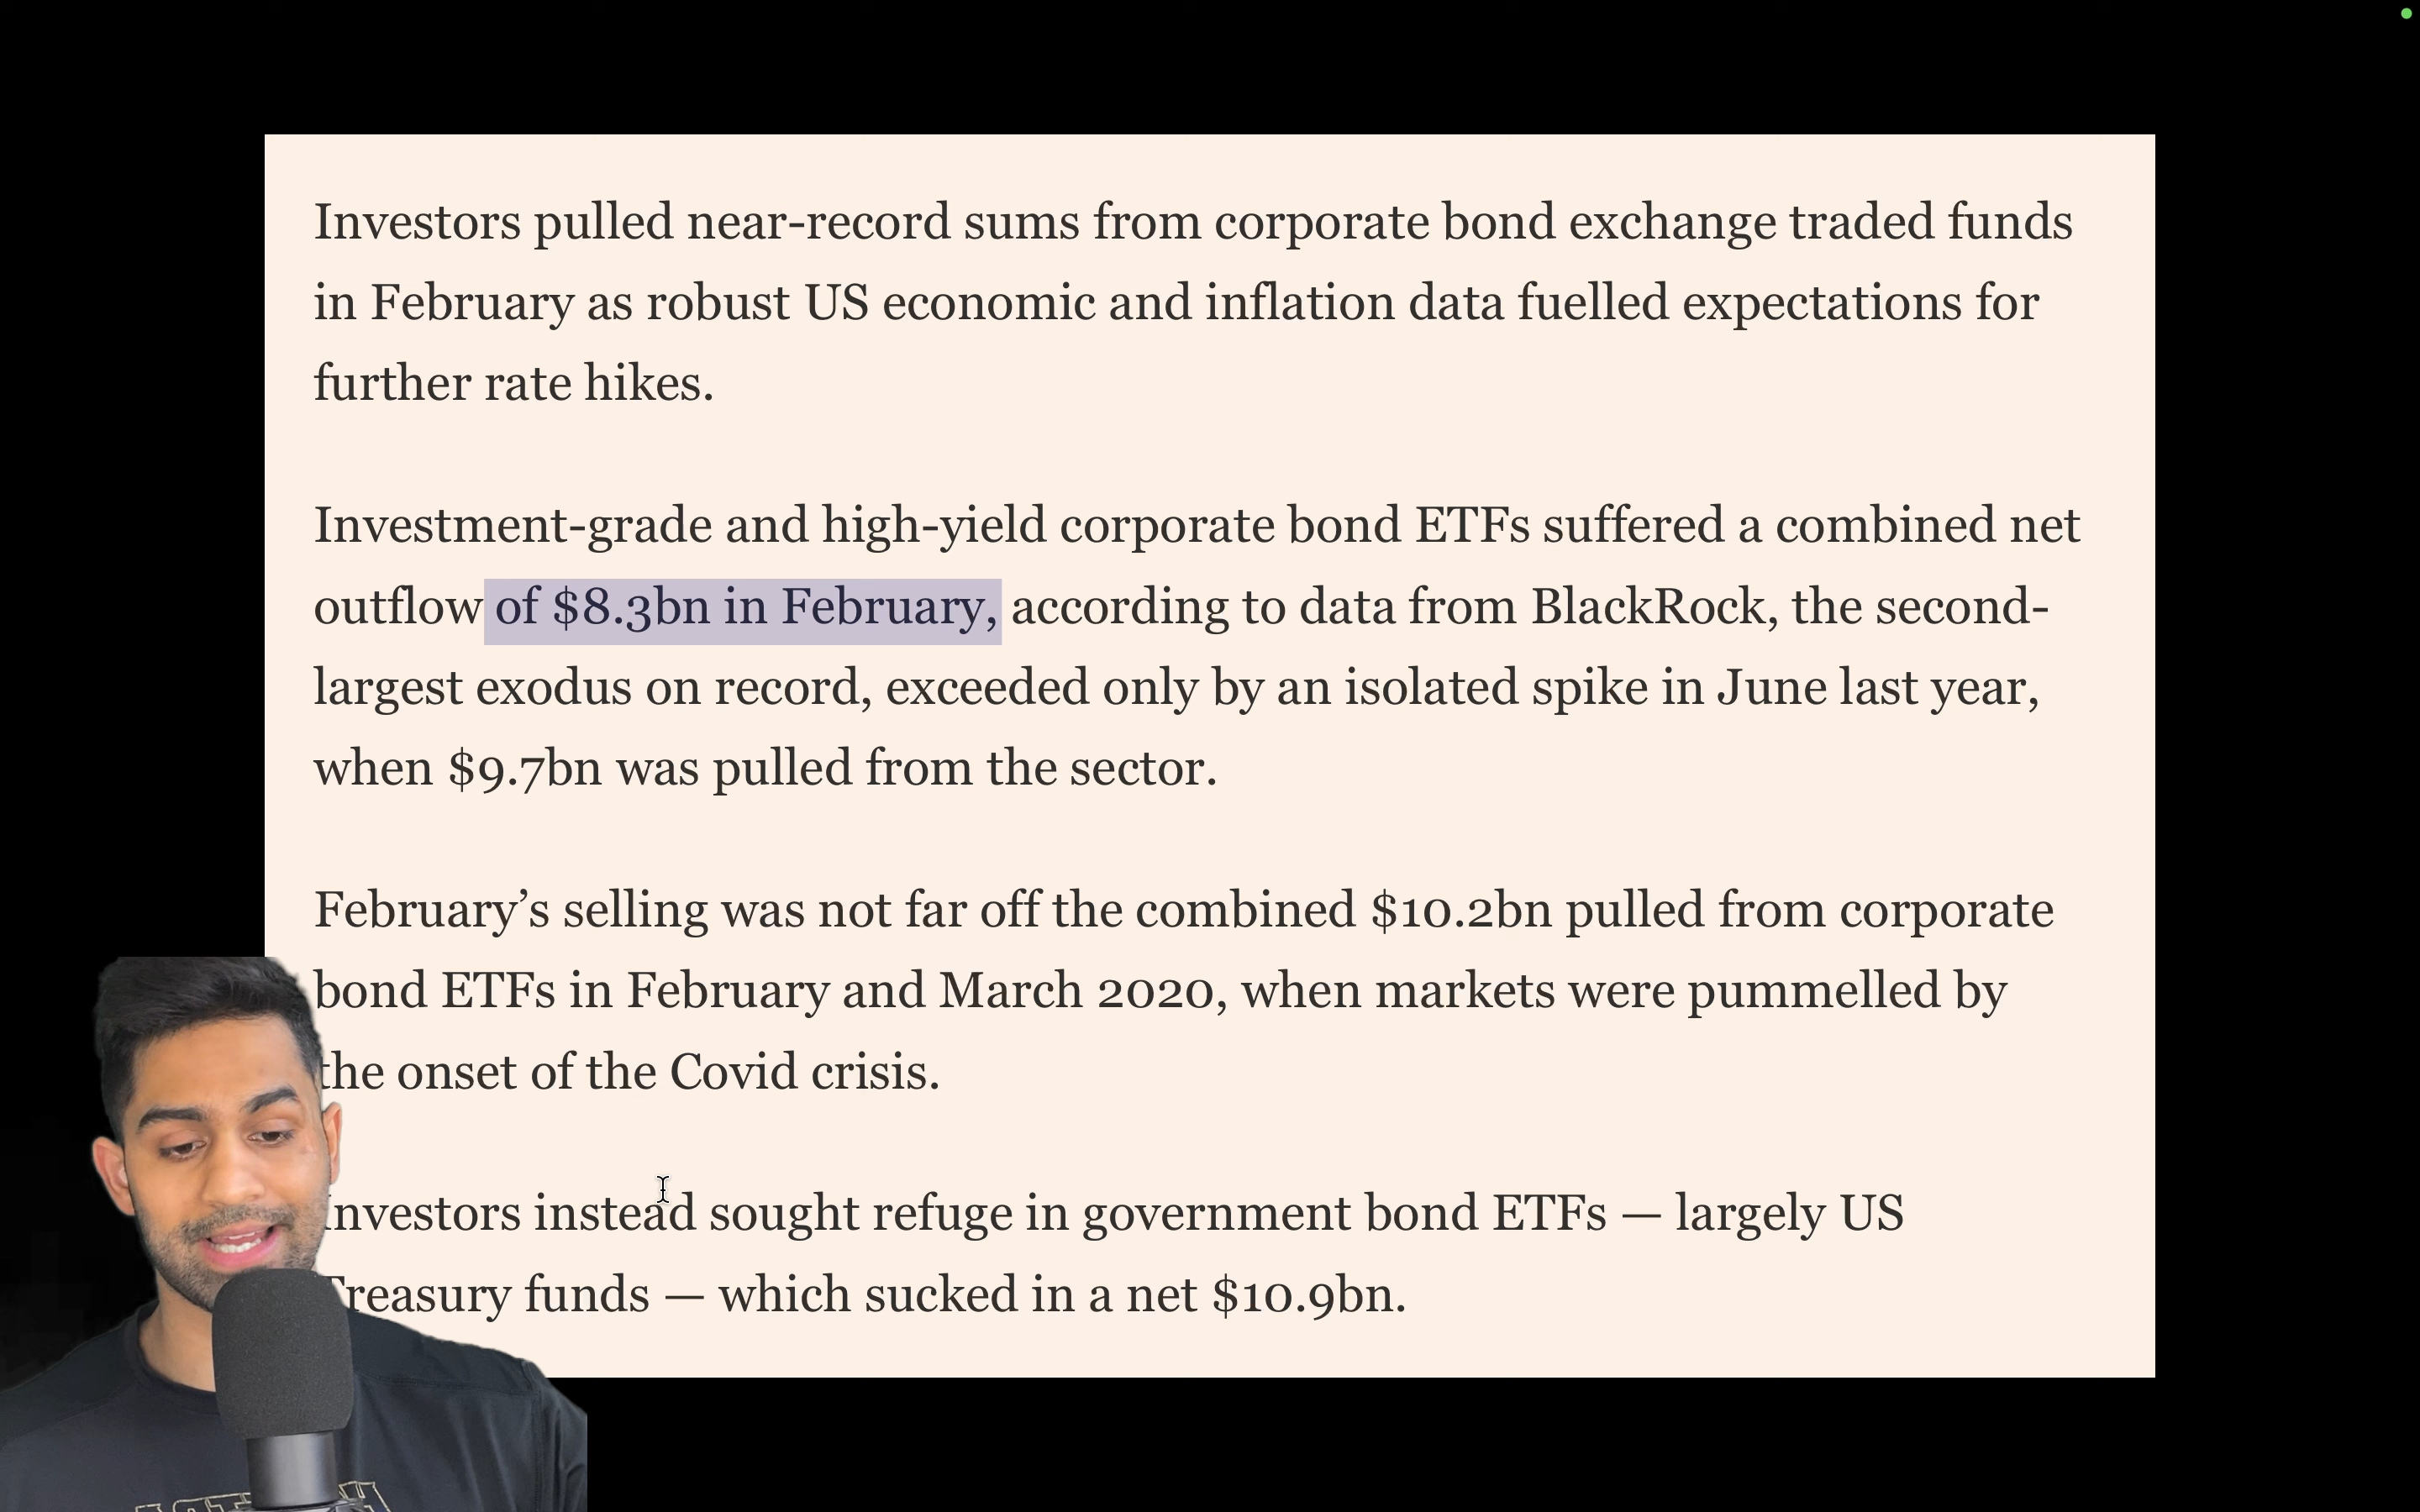 Investors pulled near-record sums from corporate bond exchange traded funds
in February as robust US economic and inflation data fuelled expectations for
further rate hikes.
Investment-grade and high-yield corporate bond ETFs suffered a combined net
outflow of $8.3bn in February, according to data from BlackRock, the second-
largest exodus on record, exceeded only by an isolated spike in June last year,
when $9.7bn was pulled from the sector.
February’s selling was not far off the combined $10.2bn pulled from corporate
bond ETFs in February and March 2020, when markets were pummelled by
the onset of the Covid crisis.
Investors instead sought refuge in government bond ETFs — largely US
Treasury funds — which sucked in a net $10.9bn.